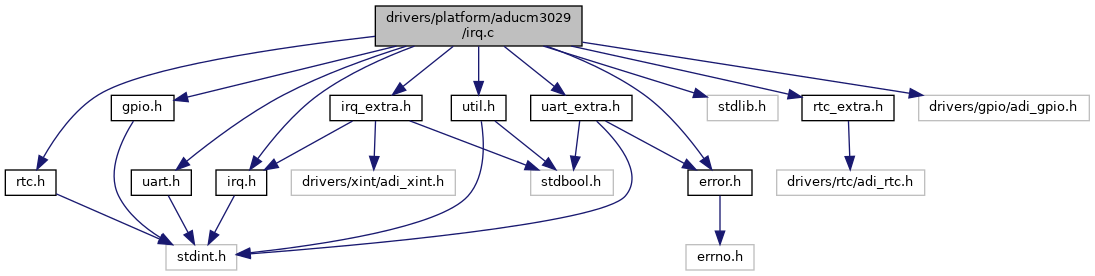 drivers/platform/aducm3029
/irq.c
gpio.h
irq_extra.h
util.h
uart_extra.h
stdlib.h
rtc_extra.h
drivers/gpio/adi_gpio.h
rtc.h
uart.h
irq.h
drivers/xint/adi_xint.h
stdbool.h
error.h
drivers/rtc/adi_rtc.h
stdint.h
errno.h